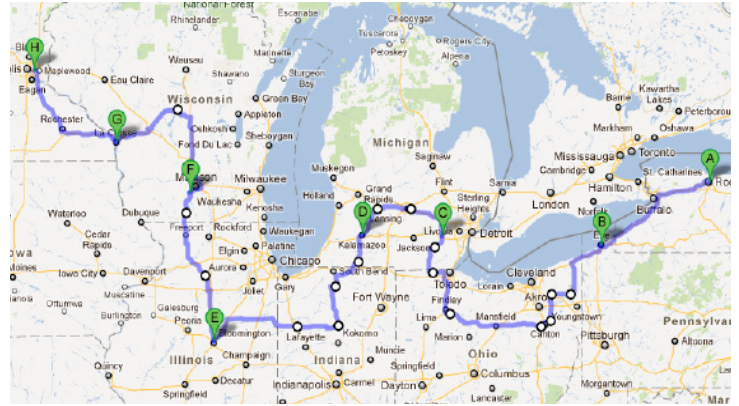 National
Forest
Escanaba
Rhinelander
Cheboygan
Tuscarora
Petoskey
Rogers City
Alpena
H
Maplewood
Eagan
Eau Claire
Wausau
Shawano
Marinette
Sturgeon
Bay
Green Bay
Wisconsin
Appleton
Oshkosh
Fond Du Lac
Sheboygan
Rochester
G
F
Milwaukee
Waukesha
Kenosha
Waukegan
Michigan
Saginaw
Muskegon
Grand
Rapids
Holland
Flint
Sterling
Heights
Sarnia
London
Barrie
Kawartha
Lakes
Peterborough
Markham
Oshawa
Toronto
Mississauga
Cambridge
Hamilton
St. Catharines
A
Buffalo
B
Norfolk
D
C
Kalamazoo
Jackson
Livonia
Detroit
Waterloo
Dubuque
Freeport
Rockford
Palatine
Elgin
Chicago
Cedar
Rapids
Iowa City
Davenport
Aurora
Joliet
Gary
South Bend
Toledo
Cleveland
Lorain
Muscatine
Galesburg
Ottumwa
Burlington
Peoria
E
Bloomington
Fort Wayne
Findlay
Lima
Mansfield
Akron
Youngstown
Canton
Pittsburgh
Pennsylvania
Altoona
Lafayette
Kokomo
Marion
Illinois
Champaign
Indiana
Muncie
Ohio
Quincy
Decatur
Springfield
Indianapolis
Carmel
Dayton
Columbus
Lancaster
Springfield
Morgantown